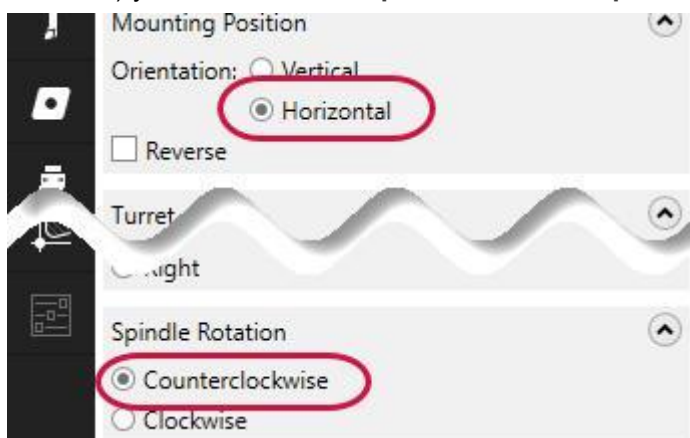 Mounting Position
Orientation: Vertical
Horizontal
Reverse
Turret
Right
Spindle Rotation
Counterclockwise
Clockwise